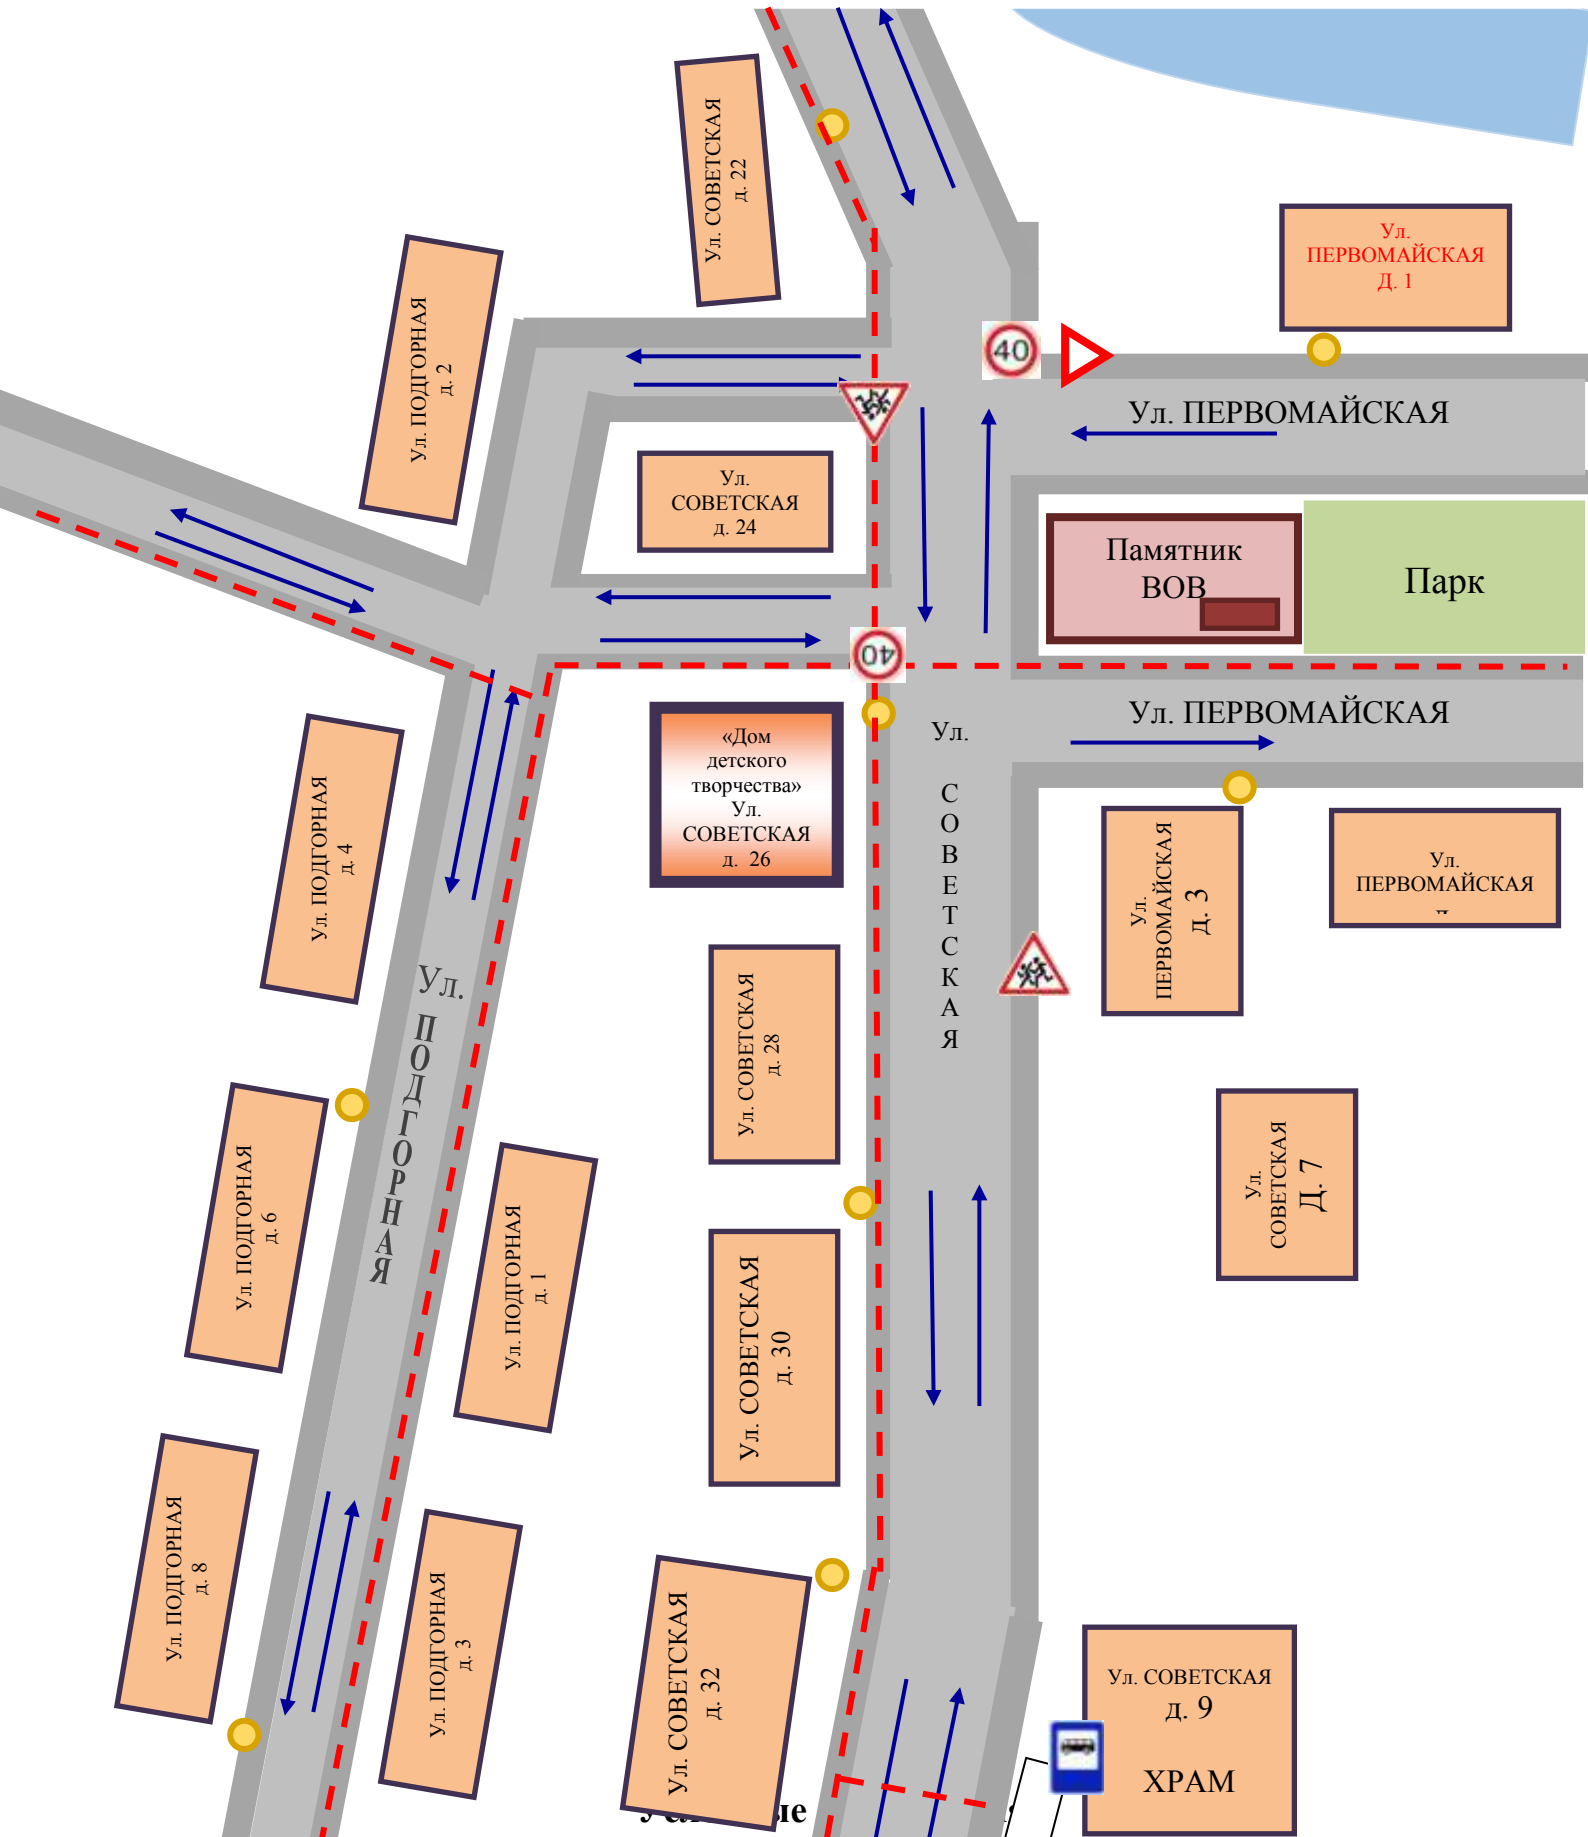 Ул. СОВЕТСКАЯ
д. 22
Ул. ПОДГОРНАЯ
д. 2
Ул.
ПЕРВОМАЙСКАЯ
Д. 1
40
Ул. ПЕРВОМАЙСКАЯ
Ул.
СОВЕТСКАЯ
д. 24
Памятник
ВОВ
Парк
40
Ул. ПЕРВОМАЙСКАЯ
«Дом
детского
творчества»
Ул.
СОВЕТСКАЯ
д. 26
Ул.
СОВЕТСКАЯ
Ул. ПОДГОРНАЯ
д. 4
Ул.
ПЕРВОМАЙСКАЯ
д. 3
Ул.
ПЕРВОМАЙСКАЯ
Ул.
ПОДГОРНАЯ
Ул. СОВЕТСКАЯ
д. 28
Ул. ПОДГОРНАЯ
д. 6
Ул. ПОДГОРНАЯ
д. 1
Ул.
СОВЕТСКАЯ
Д. 7
Ул. СОВЕТСКАЯ
д. 30
Ул. ПОДГОРНАЯ
д. 8
Ул. ПОДГОРНАЯ
д. 3
Ул. СОВЕТСКАЯ
д. 32
Ул. СОВЕТСКАЯ
д. 9
ХРАМ